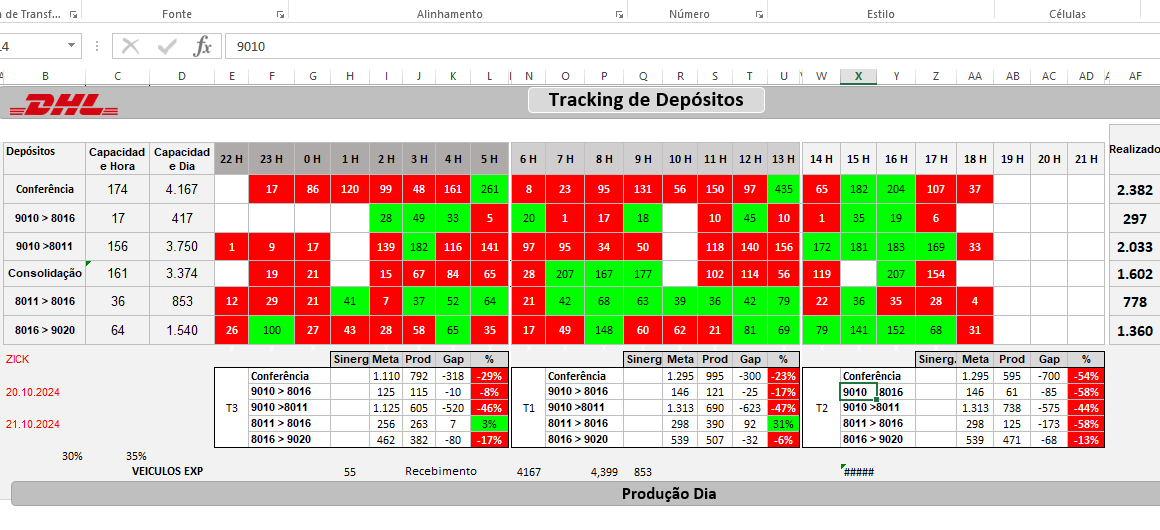 de Transf... Fonte Alinhamento Número Estilo Células
9010
B C D E F G H I J K L N O P Q R S T U W X Y Z AA AB AC AD AF
DHL Tracking de Depósitos
Depósitos Capacidad e Hora Capacidad e Dia 22 H 23 H 0 H 1 H 2 H 3 H 4 H 5 H 6 H 7 H 8 H 9 H 10 H 11 H 12 H 13 H 14 H 15 H 16 H 17 H 18 H 19 H 20 H 21 H Realizado
Conferência 174 4.167 17 86 120 99 48 161 261 8 23 95 131 56 150 97 435 65 182 204 107 37 2.382
9010 > 8016 17 417 28 49 33 5 20 1 17 18 10 45 10 1 35 19 6 297
9010 >8011 156 3.750 1 9 17 139 182 116 141 97 95 34 50 118 140 156 172 181 183 169 33 2.033
Consolidação 161 3.374 19 21 15 67 84 65 28 207 167 177 102 114 56 119 207 154 1.602
8011 > 8016 36 853 12 29 21 41 7 37 52 64 21 42 68 63 39 36 42 79 22 36 35 28 4 778
8016 > 9020 64 1.540 26 100 27 43 28 58 65 35 17 49 148 60 62 21 81 69 79 141 152 68 31 1.360
ZICK Sinerg Meta Prod Gap % Sinerg Meta Prod Gap % Sinerg. Meta Prod Gap %
Conferência 1.110 792 -318 -29% Conferência 1.295 995 -300 -23% Conferência 1.295 595 -700 -54%
20.10.2024 9010 > 8016 125 115 -10 -8% 9010 > 8016 146 121 -25 -17% 9010 8016 146 61 -85 -58%
T3 9010 >8011 1.125 605 -520 -46% T1 9010 >8011 1.313 690 -623 -47% T2 9010 >8011 1.313 738 -575 -44%
21.10.2024 8011 > 8016 256 263 7 3% 8011 > 8016 298 390 92 31% 8011 > 8016 298 125 -173 -58%
8016 > 9020 462 382 -80 -17% 8016 > 9020 539 507 -32 -6% 8016 > 9020 539 471 -68 -13%
30% 35%
VEICULOS EXP 55 Recebimento 4167 4,399 853 #####
Produção Dia